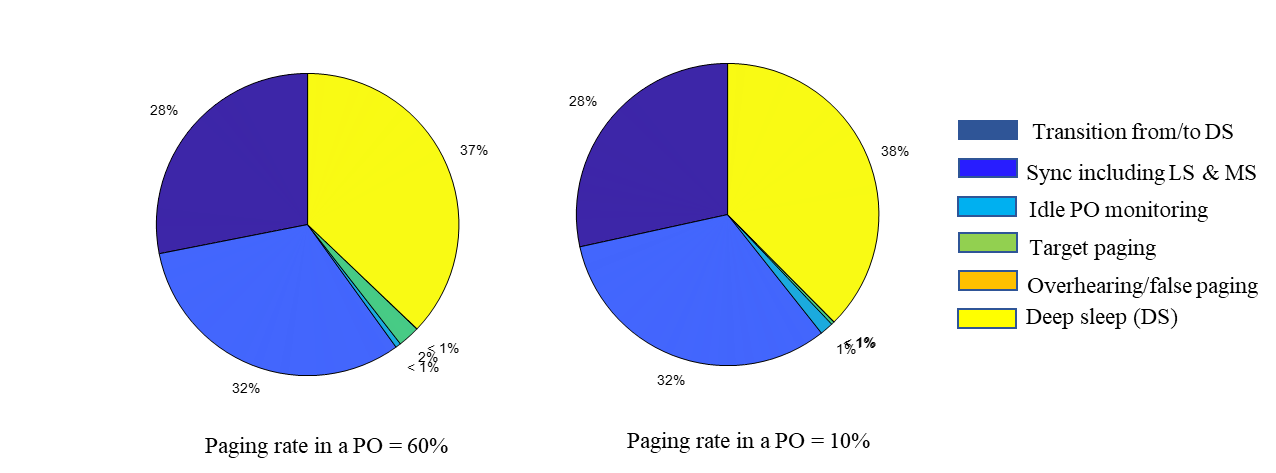 28%
37%
32%
< 1%
2%
< 1%
28%
38%
32%
1%
< 1%
Transition from/to DS
Sync including LS & MS
Idle PO monitoring
Target paging
Overhearing/false paging
Deep sleep (DS)
Paging rate in a PO = 60%
Paging rate in a PO = 10%